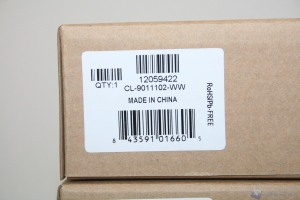 12059422
QTY:1
CL-9011102-WW
MADE IN CHINA
RoHS/Pb-FREE
8 43591 01660 5